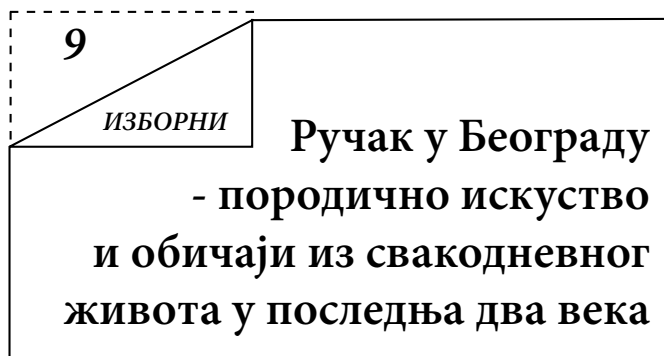 9
ИЗБОРНИ
Ручак у Београду
- породично искуство
и обичаји из свакодневног
живота у последња два века